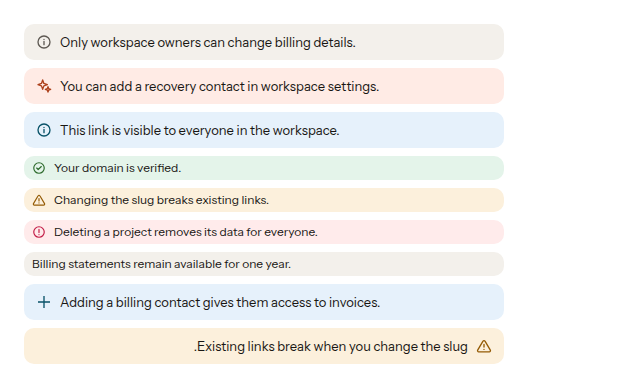 Only workspace owners can change billing details.
You can add a recovery contact in workspace settings.
This link is visible to everyone in the workspace.
Your domain is verified.
Changing the slug breaks existing links.
Deleting a project removes its data for everyone.
Billing statements remain available for one year.
Adding a billing contact gives them access to invoices.
.Existing links break when you change the slug